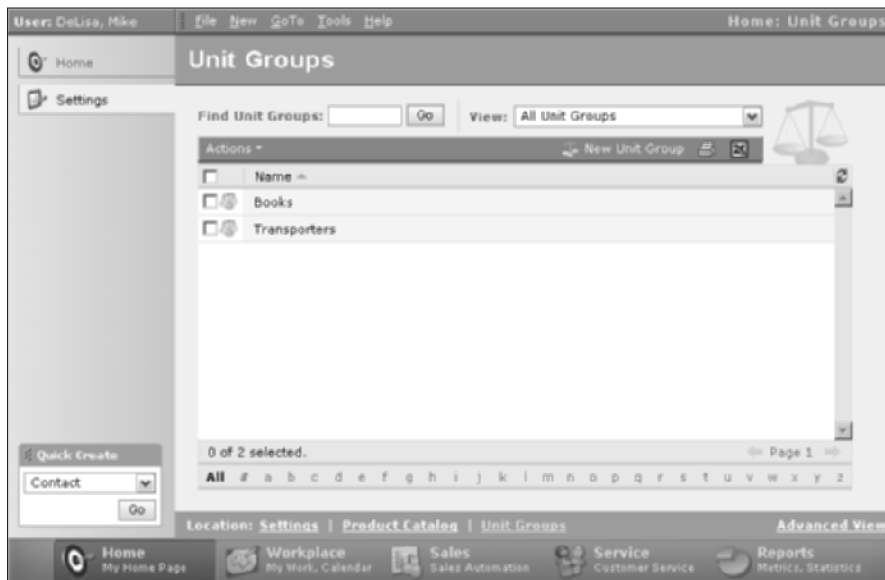 User: DeLisa, Mike
File New GoTo Tools Help
Home: Unit Groups
Home
Settings
Unit Groups
Find Unit Groups:
Go
View: All Unit Groups
Actions
New Unit Group
Name
Books
Transporters
0 of 2 selected.
Page 1
All # a b c d e f g h i j k l m n o p q r s t u v w x y z
Quick Create
Contact
Go
Location: Settings | Product Catalog | Unit Groups
Advanced View
Home
My Home Page
Workplace
My Work, Calendar
Sales
Sales Automation
Service
Customer Service
Reports
Metrics, Statistics